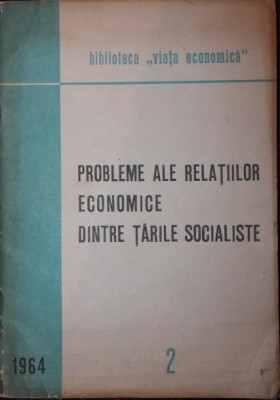 biblioteca „viața economică"
PROBLEME ALE RELAȚIILOR
ECONOMICE
DINTRE ȚĂRILE SOCIALISTE
1964 2